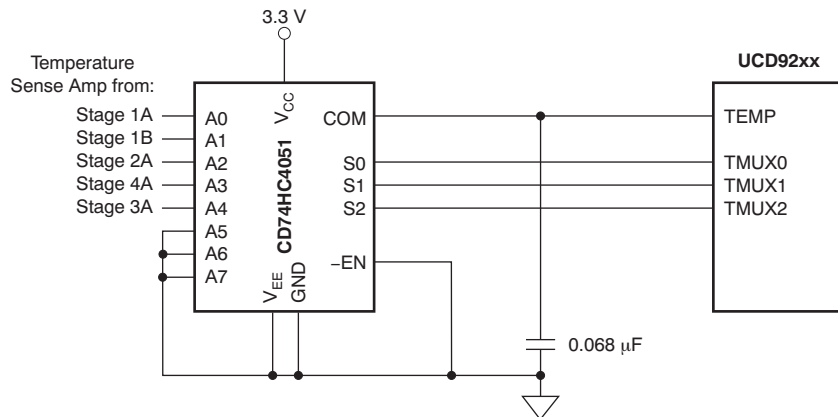 3.3 V
Temperature
Sense Amp from:
UCD92xx
Stage 1A
Stage 1B
Stage 2A
Stage 4A
Stage 3A
A0
A1
A2
A3
A4
A5
A6
A7
VCC
CD74HC4051
VEE
GND
COM
S0
S1
S2
–EN
TEMP
TMUX0
TMUX1
TMUX2
0.068 μF